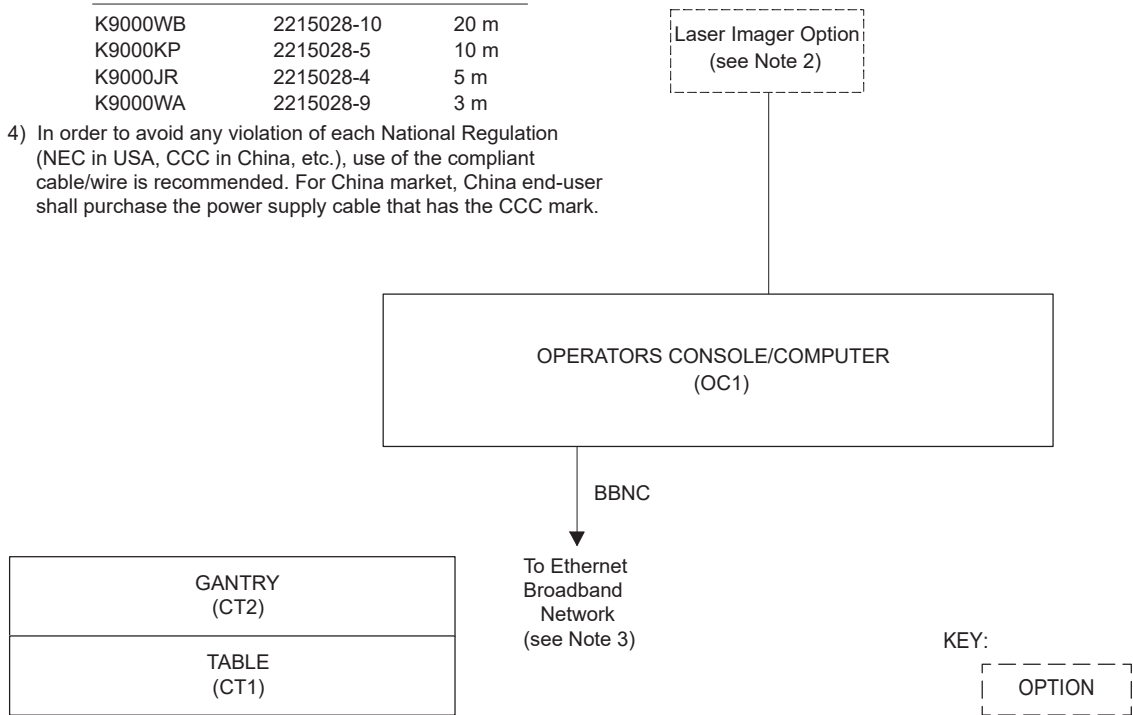 K9000WB 2215028-10 20 m
K9000KP 2215028-5 10 m
K9000JR 2215028-4 5 m
K9000WA 2215028-9 3 m
4) In order to avoid any violation of each National Regulation
(NEC in USA, CCC in China, etc.), use of the compliant
cable/wire is recommended. For China market, China end-user
shall purchase the power supply cable that has the CCC mark.
Laser Imager Option
(see Note 2)
OPERATORS CONSOLE/COMPUTER
(OC1)
BBNC
To Ethernet
Broadband
Network
(see Note 3)
GANTRY
(CT2)
TABLE
(CT1)
KEY:
OPTION